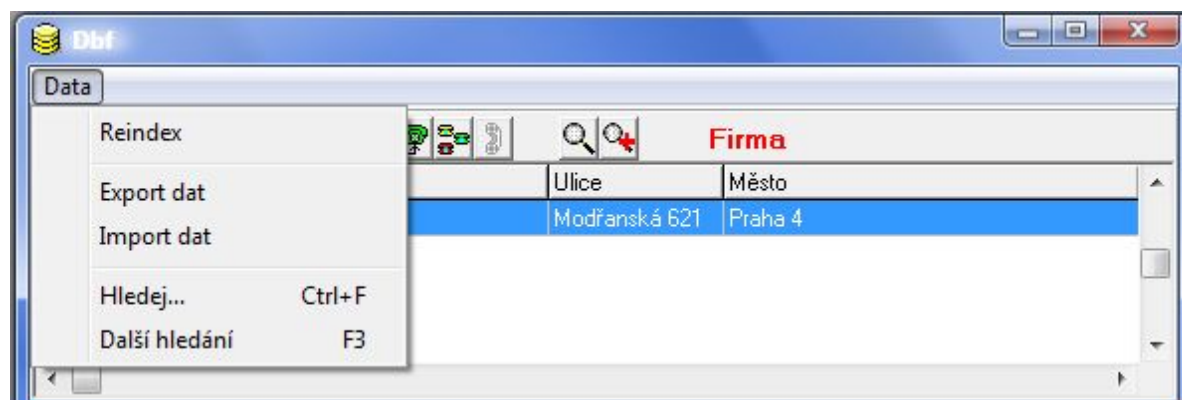 Dbf
Data
Reindex
Firma
Ulice Město
Export dat
Modřanská 621 Praha 4
Import dat
Hledej... Ctrl+F
Další hledání F3